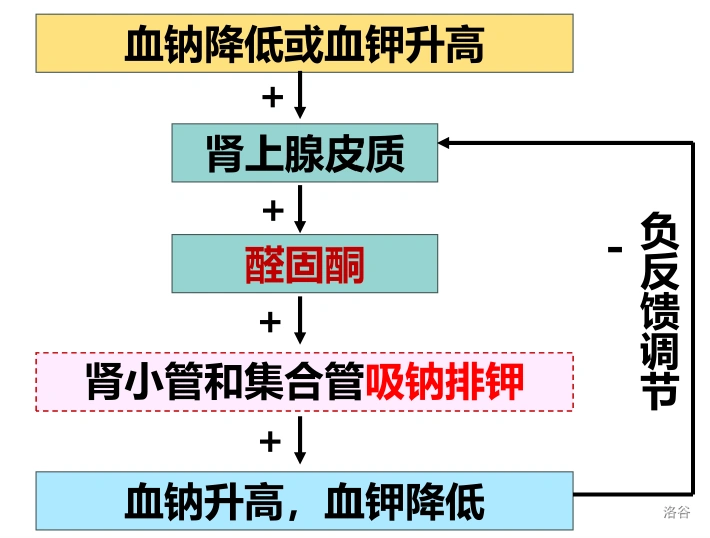 血钠降低或血钾升高
+
肾上腺皮质
+
醛固酮
+
肾小管和集合管吸钠排钾
+
血钠升高，血钾降低
-
负反馈调节
洛谷